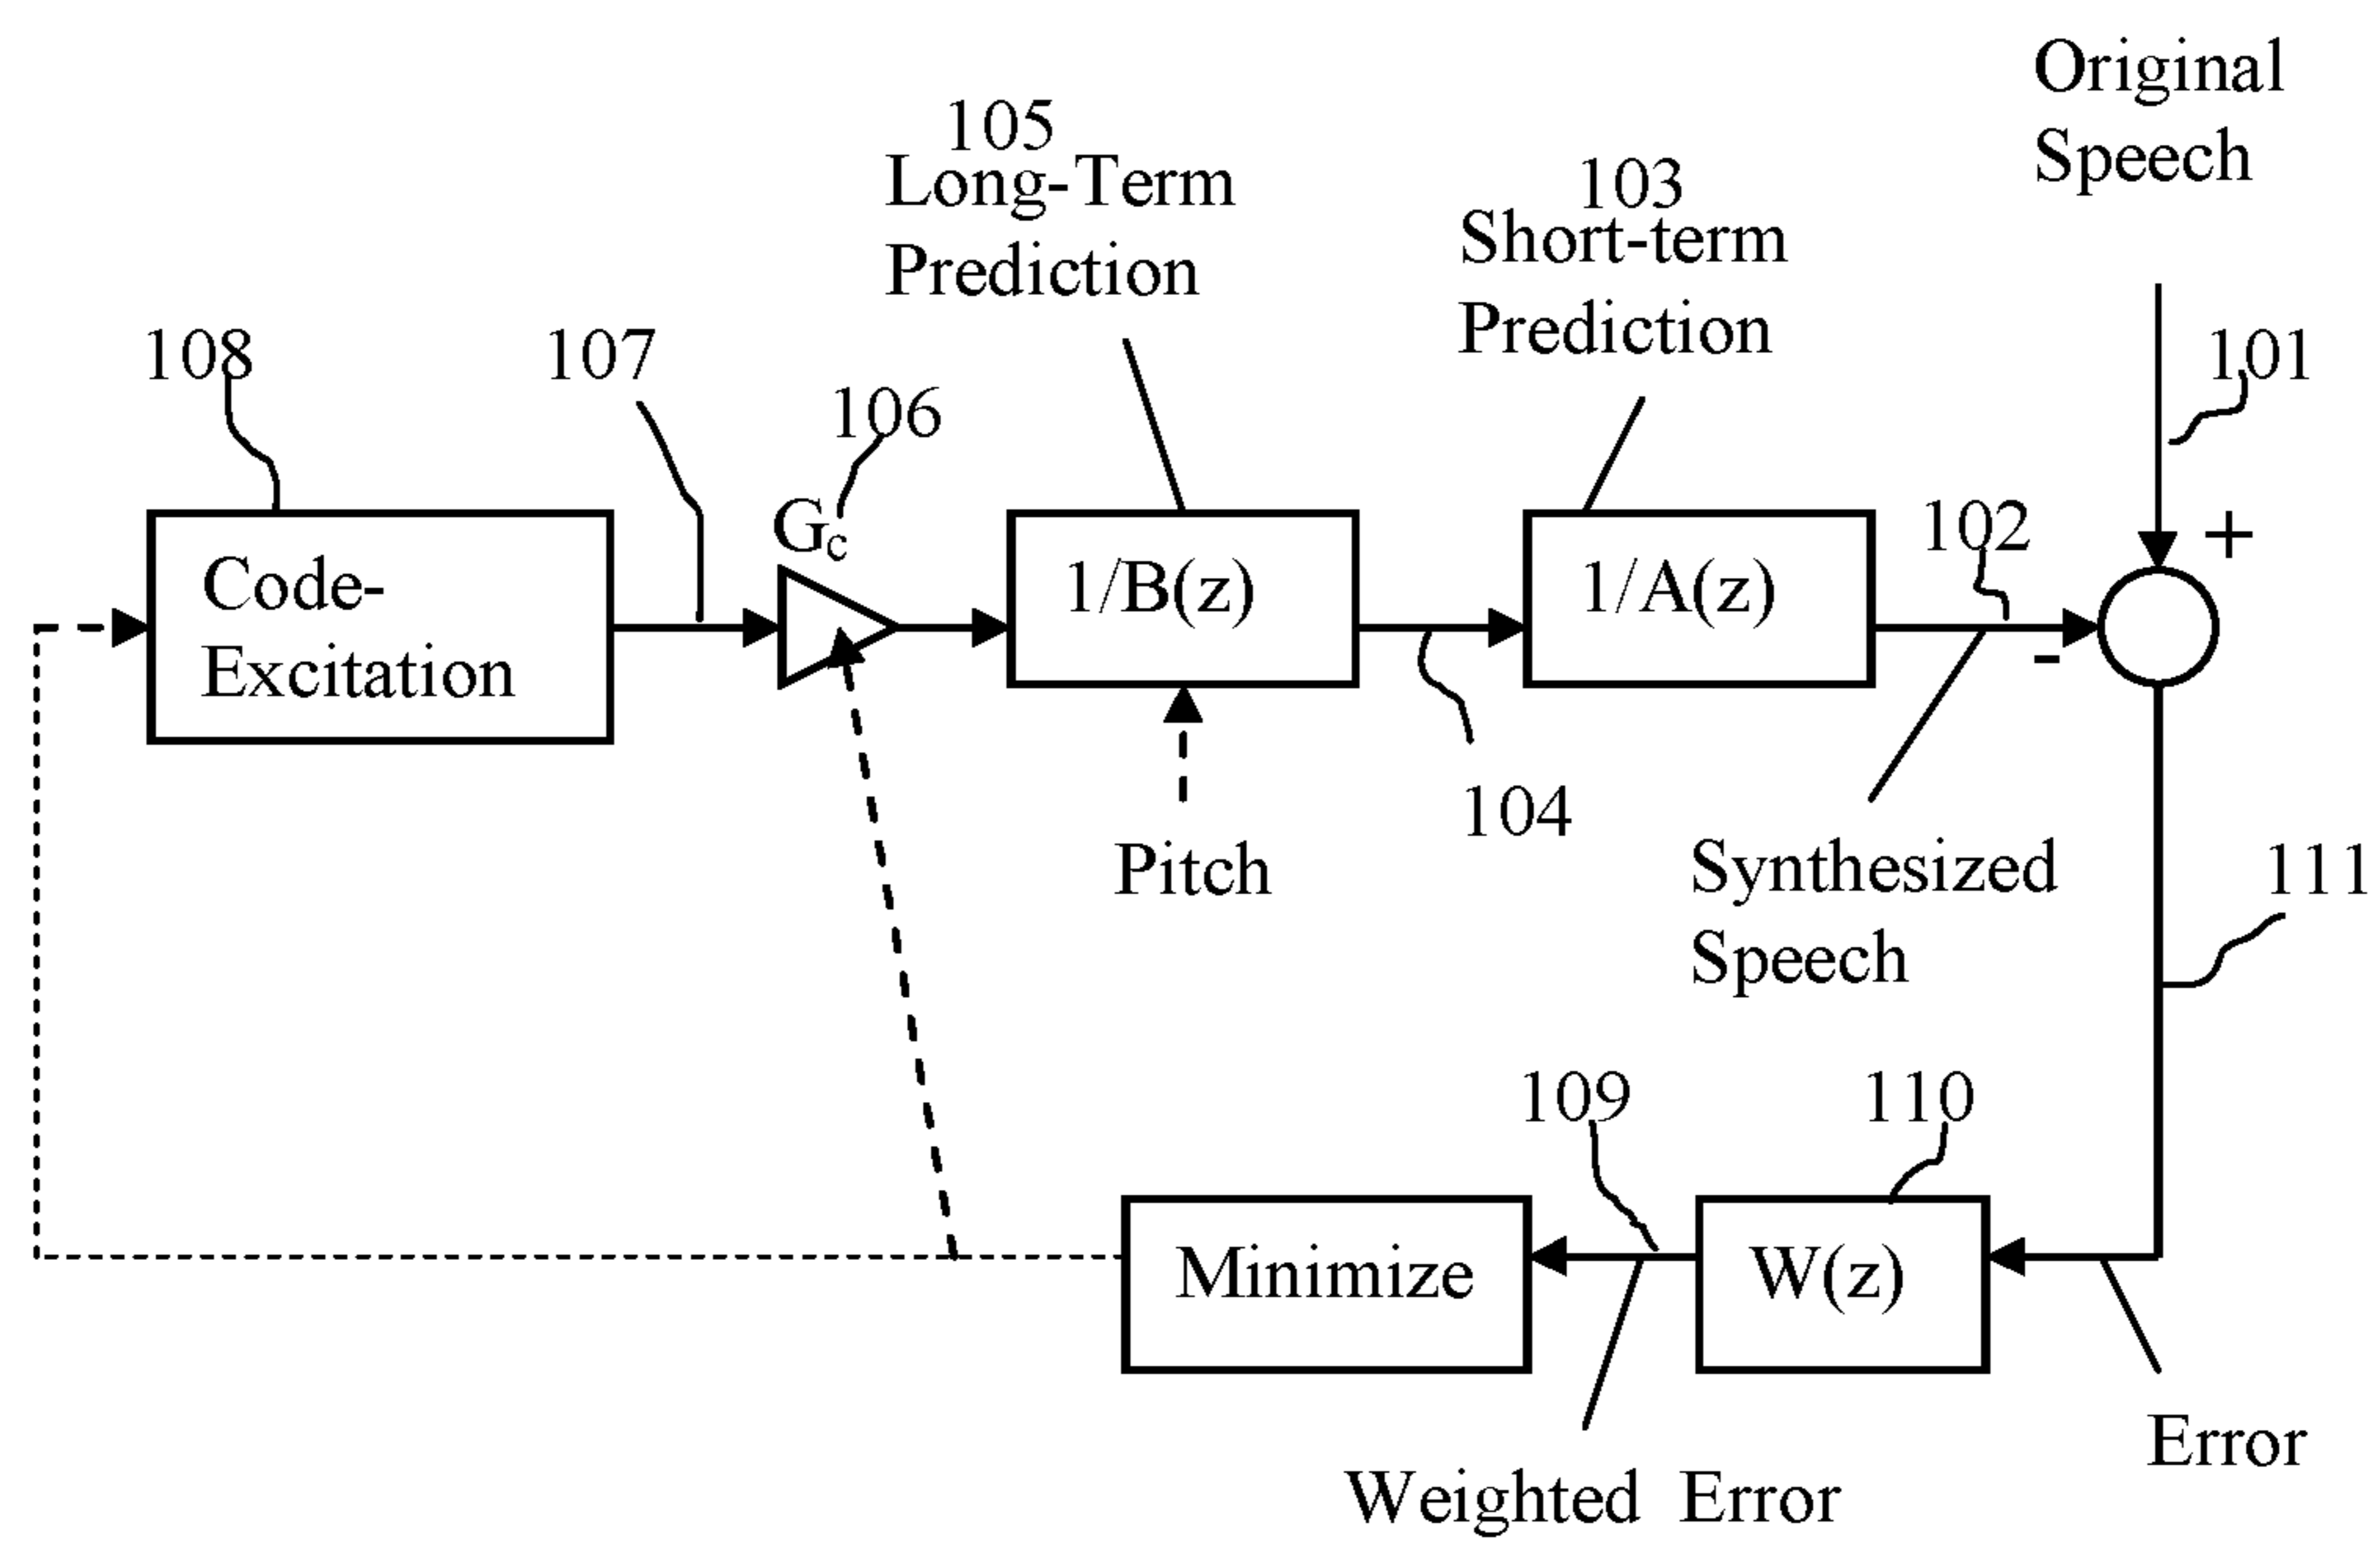 Original
Speech
105
Long-Term
Prediction
103
Short-term
Prediction
108
107
106
101
G_c
102
+
Code-
Excitation
1/B(z)
1/A(z)
-
104
Pitch
Synthesized
Speech
111
109
110
Minimize
W(z)
Error
Weighted Error